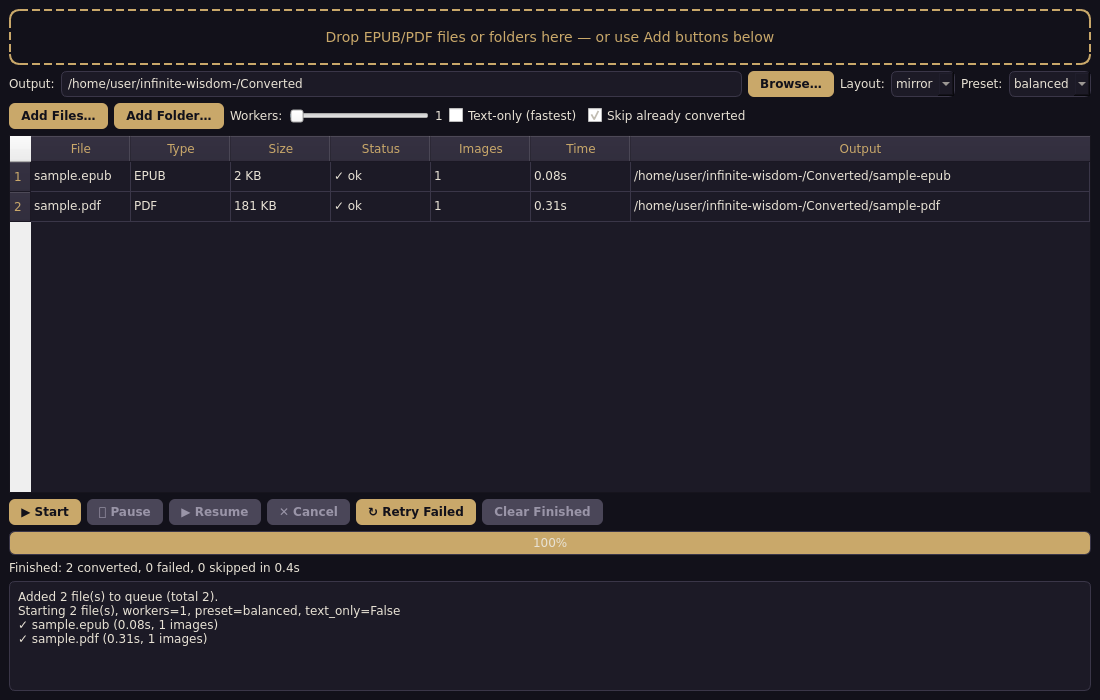 Drop EPUB/PDF files or folders here — or use Add buttons below
Output: /home/user/infinite-wisdom-/Converted Browse… Layout: mirror Preset: balanced
Add Files… Add Folder… Workers: 1 Text-only (fastest) ✓ Skip already converted
File Type Size Status Images Time Output
1 sample.epub EPUB 2 KB ✓ ok 1 0.08s /home/user/infinite-wisdom-/Converted/sample-epub
2 sample.pdf PDF 181 KB ✓ ok 1 0.31s /home/user/infinite-wisdom-/Converted/sample-pdf
▶ Start Pause ▶ Resume ✕ Cancel ↻ Retry Failed Clear Finished
100%
Finished: 2 converted, 0 failed, 0 skipped in 0.4s
Added 2 file(s) to queue (total 2).
Starting 2 file(s), workers=1, preset=balanced, text_only=False
✓ sample.epub (0.08s, 1 images)
✓ sample.pdf (0.31s, 1 images)